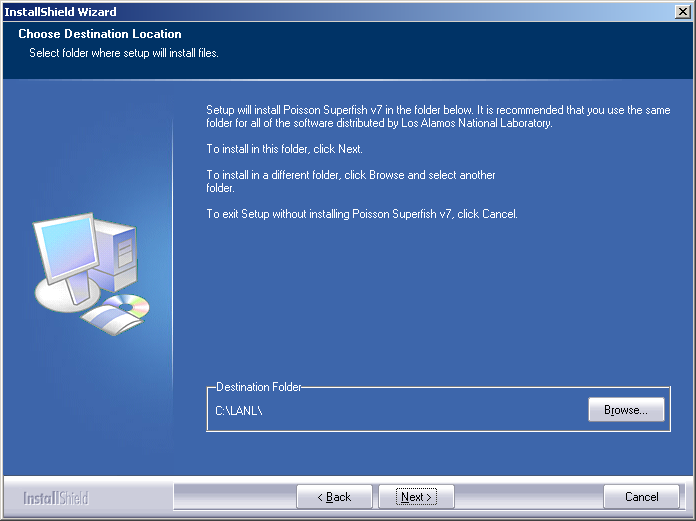 InstallShield Wizard
Choose Destination Location
Select folder where setup will install files.
Setup will install Poisson Superfish v7 in the folder below. It is recommended that you use the same
folder for all of the software distributed by Los Alamos National Laboratory.
To install in this folder, click Next.
To install in a different folder, click Browse and select another
folder.
To exit Setup without installing Poisson Superfish v7, click Cancel.
Destination Folder
C:\LANL\
Browse...
InstallShield
< Back
Next >
Cancel